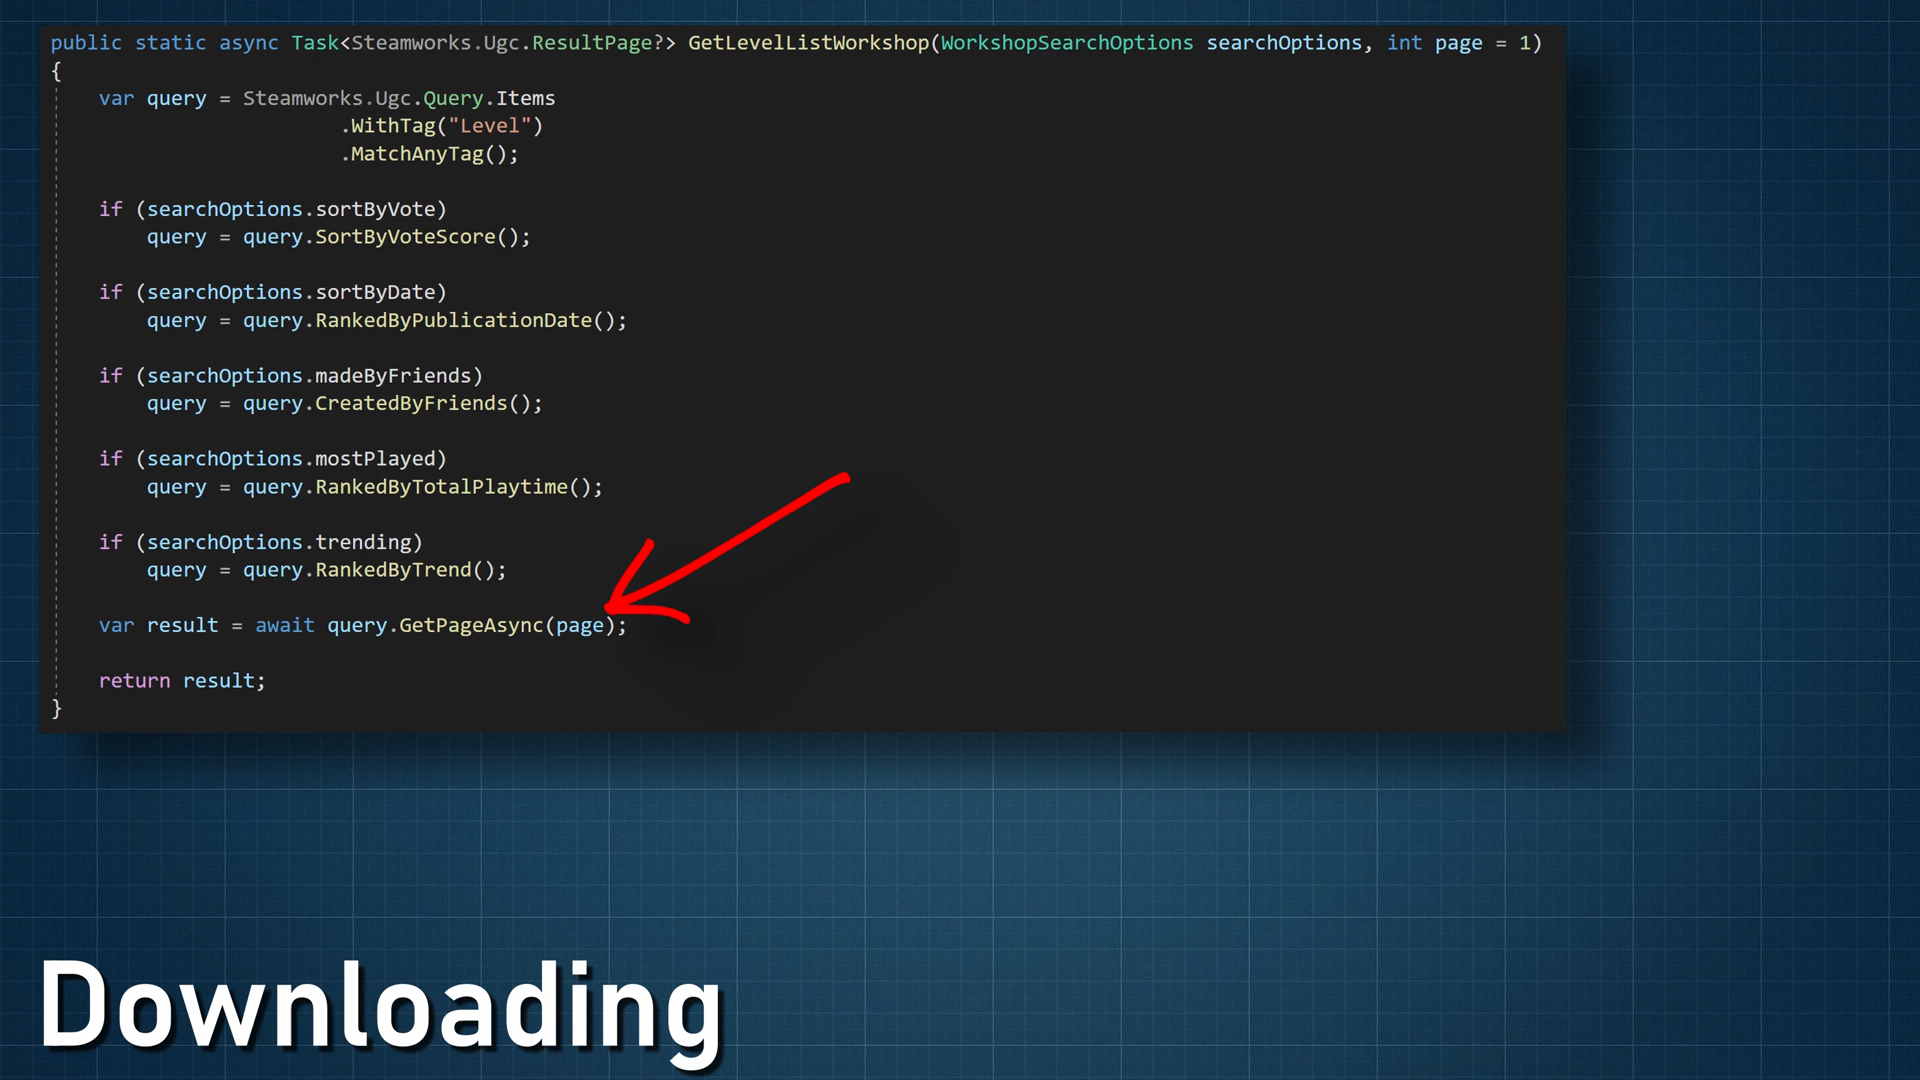 public static async Task<Steamworks.Ugc.ResultPage?> GetLevelListWorkshop(WorkshopSearchOptions searchOptions, int page = 1)
{
    var query = Steamworks.Ugc.Query.Items
                        .WithTag("Level")
                        .MatchAnyTag();
    if (searchOptions.sortByVote)
        query = query.SortByVoteScore();
    if (searchOptions.sortByDate)
        query = query.RankedByPublicationDate();
    if (searchOptions.madeByFriends)
        query = query.CreatedByFriends();
    if (searchOptions.mostPlayed)
        query = query.RankedByTotalPlaytime();
    if (searchOptions.trending)
        query = query.RankedByTrend();
    var result = await query.GetPageAsync(page);
    return result;
}
Downloading